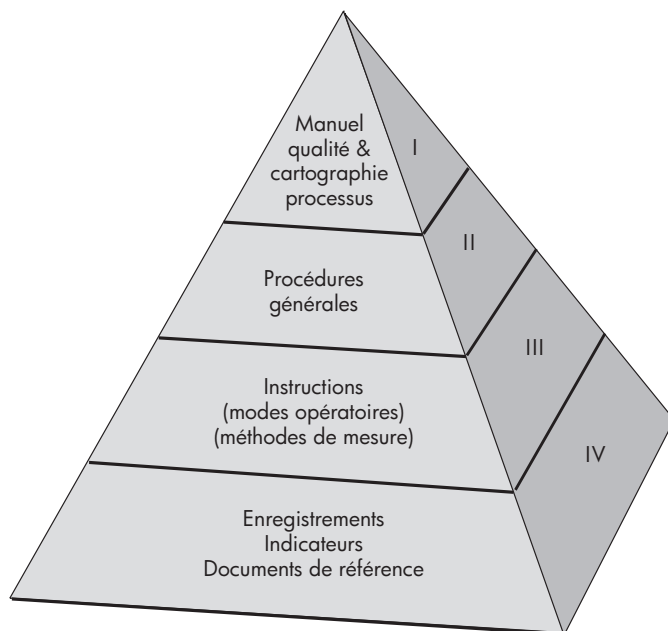 Manuel
qualité &
cartographie
processus
I
Procédures
générales
II
Instructions
(modes opératoires)
(méthodes de mesure)
III
Enregistrements
Indicateurs
Documents de référence
IV